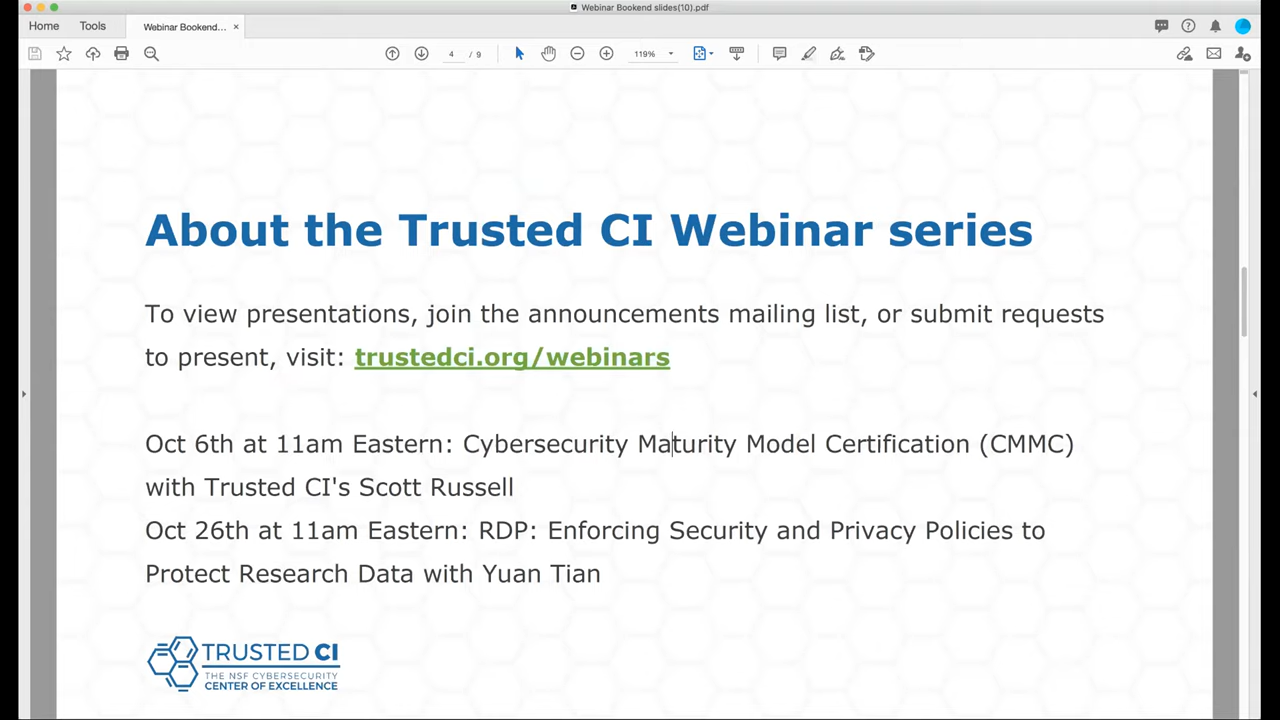 Webinar Bookend slides(10).pdf
Home Tools Webinar Bookend... ×
4 / 9 119%
About the Trusted CI Webinar series
To view presentations, join the announcements mailing list, or submit requests
to present, visit: trustedci.org/webinars
Oct 6th at 11am Eastern: Cybersecurity Maturity Model Certification (CMMC)
with Trusted CI's Scott Russell
Oct 26th at 11am Eastern: RDP: Enforcing Security and Privacy Policies to
Protect Research Data with Yuan Tian
TRUSTED CI
THE NSF CYBERSECURITY
CENTER OF EXCELLENCE